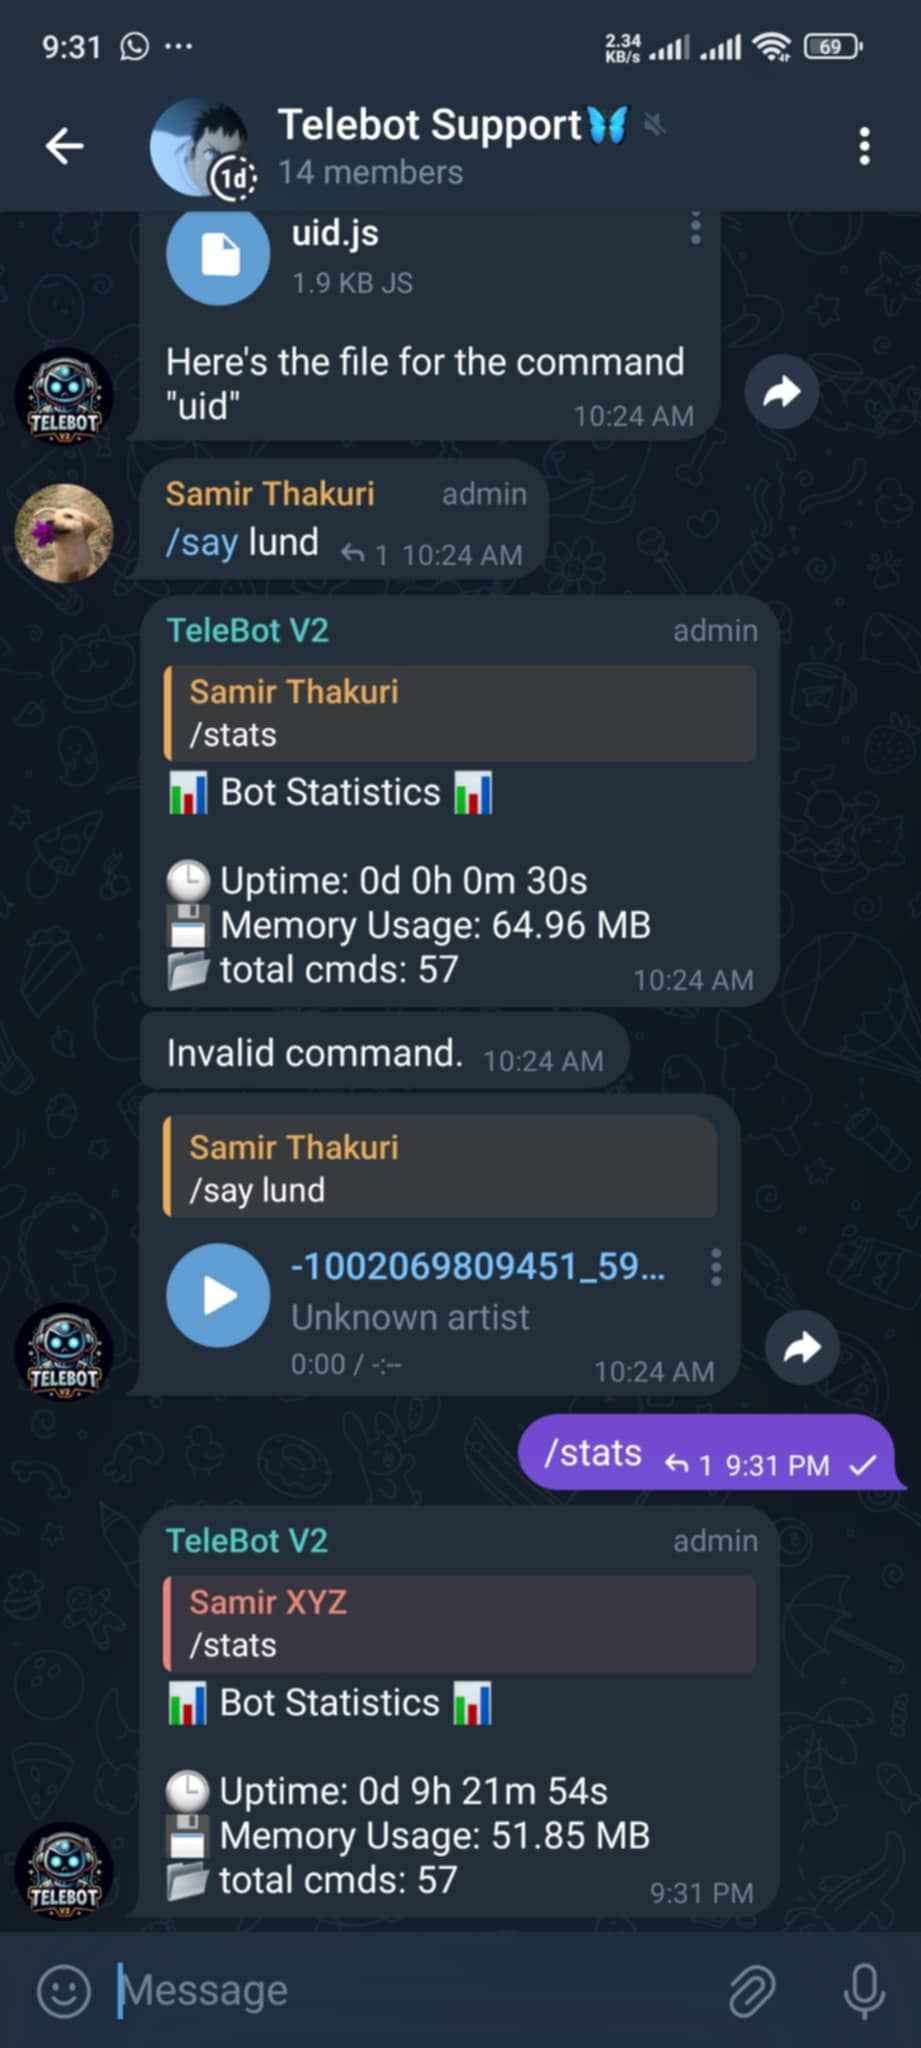 9:31
2.34
KB/s
69
Telebot Support
1d
14 members
uid.js
1.9 KB JS
Here's the file for the command
"uid"
10:24 AM
TELEBOT
V2
Samir Thakuri admin
/say lund 1 10:24 AM
TeleBot V2 admin
Samir Thakuri
/stats
Bot Statistics
Uptime: 0d 0h 0m 30s
Memory Usage: 64.96 MB
total cmds: 57
10:24 AM
Invalid command. 10:24 AM
Samir Thakuri
/say lund
-1002069809451_59...
Unknown artist
0:00 / -:--
10:24 AM
TELEBOT
V2
/stats 1 9:31 PM
TeleBot V2 admin
Samir XYZ
/stats
Bot Statistics
Uptime: 0d 9h 21m 54s
Memory Usage: 51.85 MB
total cmds: 57
9:31 PM
TELEBOT
V2
Message